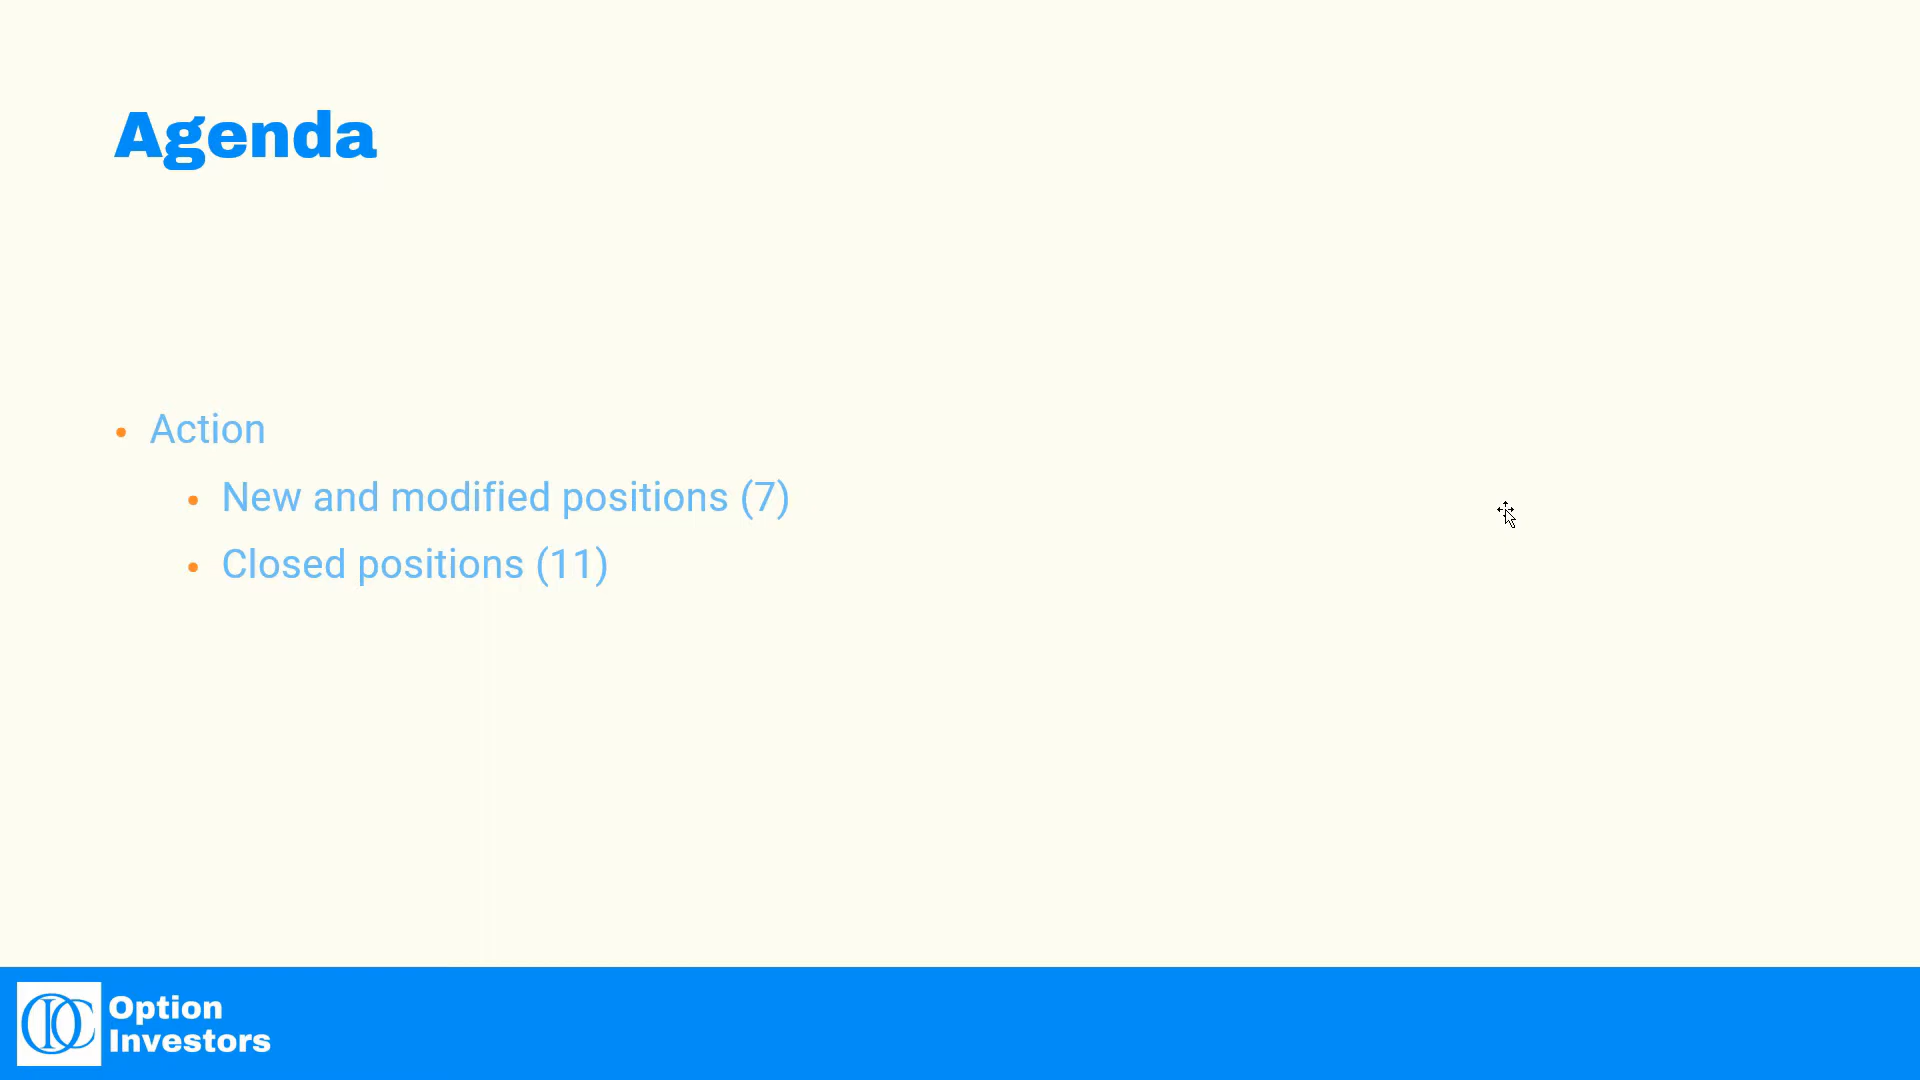 Agenda
• Action
• New and modified positions (7)
• Closed positions (11)
Option
Investors